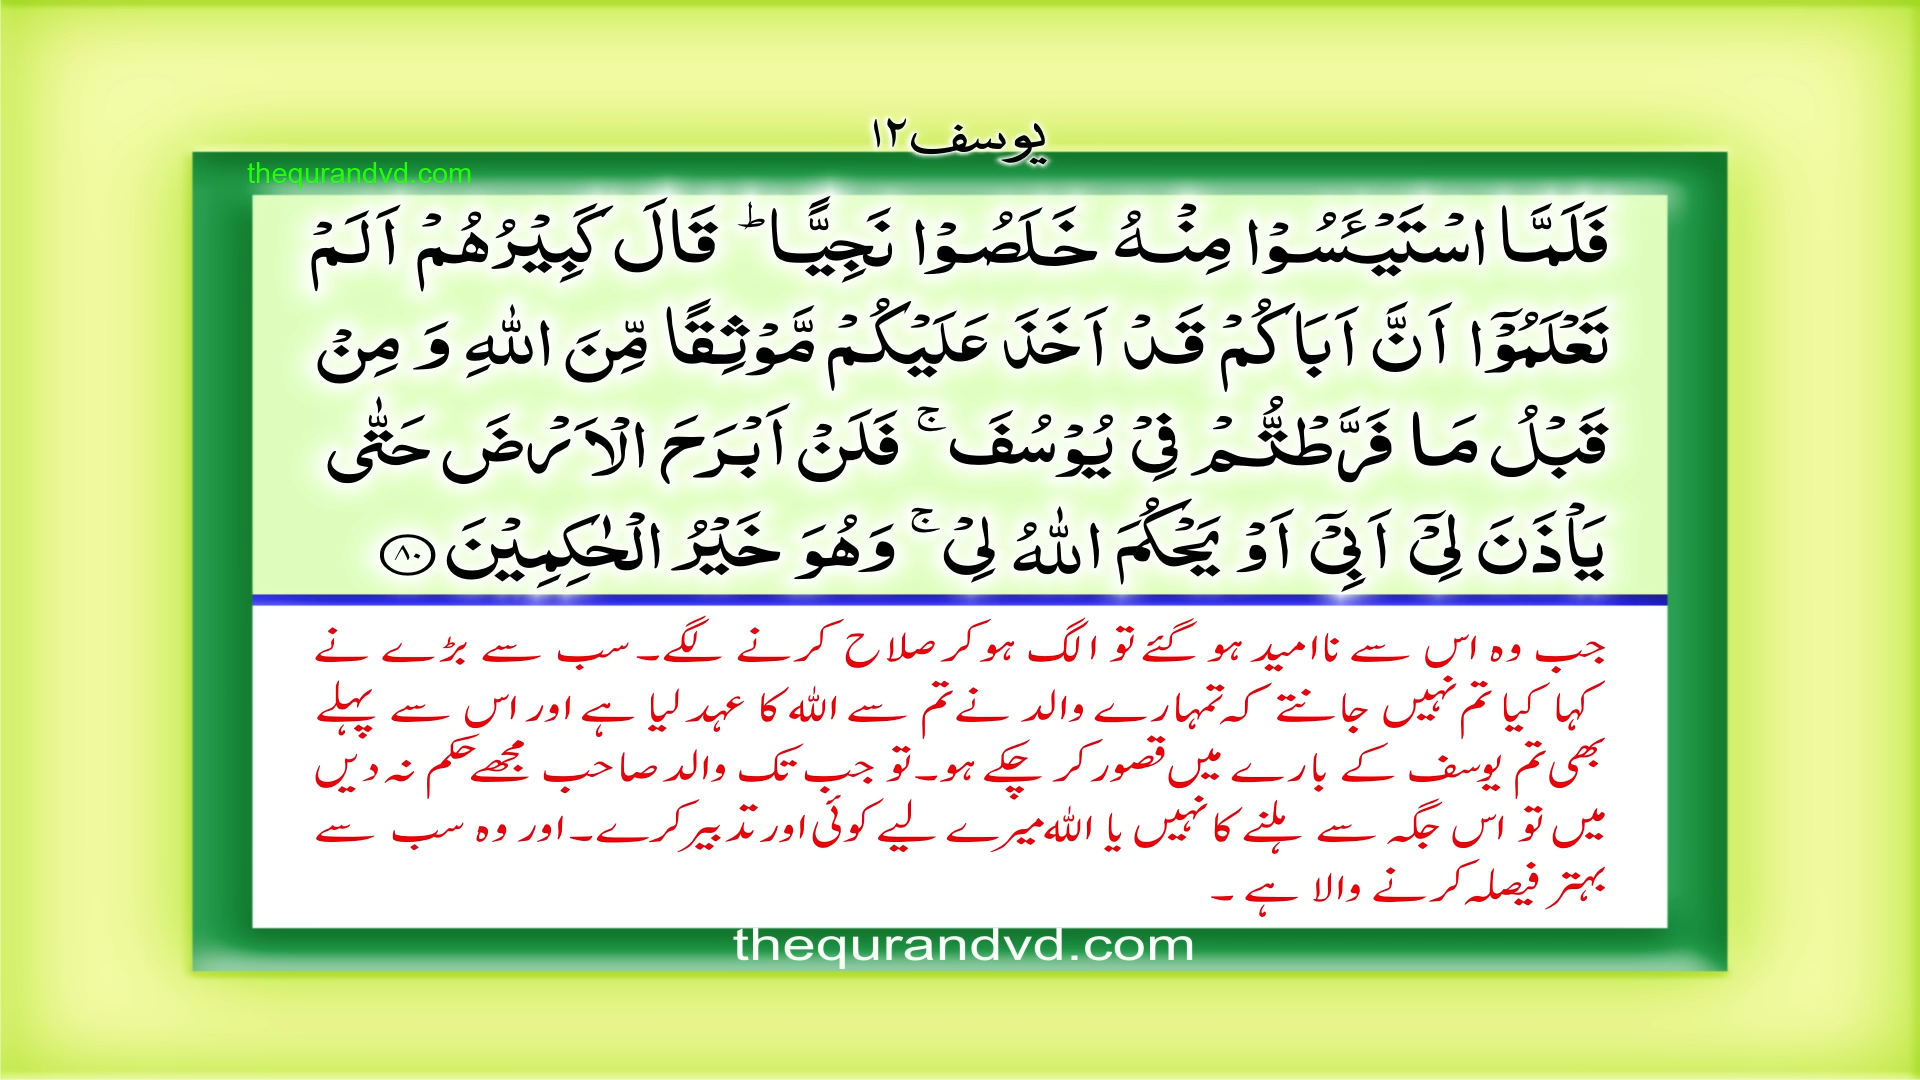 یوسف۱۲
thequrandvd.com
فَلَمَّا اسْتَیْـَٔسُوْا مِنْهُ خَلَصُوْا نَجِیًّا ؕ قَالَ كَبِیْرُهُمْ اَلَمْ
تَعْلَمُوْۤا اَنَّ اَبَاكُمْ قَدْ اَخَذَ عَلَیْكُمْ مَّوْثِقًا مِّنَ اللّٰهِ وَ مِنْ
قَبْلُ مَا فَرَّطْتُّمْ فِیْ یُوْسُفَ ۚ فَلَنْ اَبْرَحَ الْاَرْضَ حَتّٰی
یَاْذَنَ لِیْۤ اَبِیْۤ اَوْ یَحْكُمَ اللّٰهُ لِیْ ۚ وَهُوَ خَیْرُ الْحٰكِمِیْنَ ۸۰
جب وہ اس سے ناامید ہو گئے تو الگ ہو کر صلاح کرنے لگے۔ سب سے بڑے نے
کہا کیا تم نہیں جانتے کہ تمہارے والد نے تم سے اللہ کا عہد لیا ہے اور اس سے پہلے
بھی تم یوسف کے بارے میں قصور کر چکے ہو۔ تو جب تک والد صاحب مجھے حکم نہ دیں
میں تو اس جگہ سے ہلنے کا نہیں یا اللہ میرے لیے کوئی اور تدبیر کرے۔ اور وہ سب سے
بہتر فیصلہ کرنے والا ہے ۔
thequrandvd.com